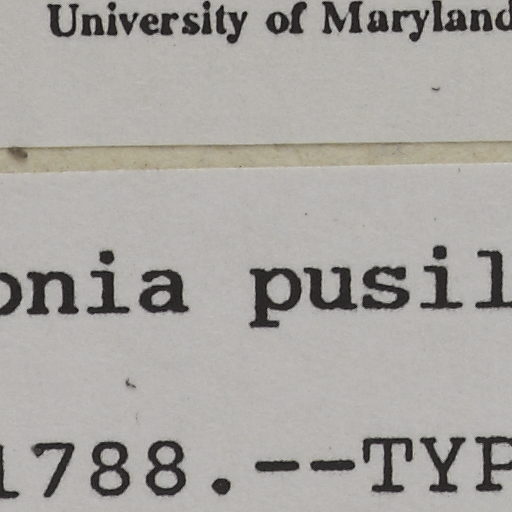 University of Maryland
onia pusil
1788.--TYP